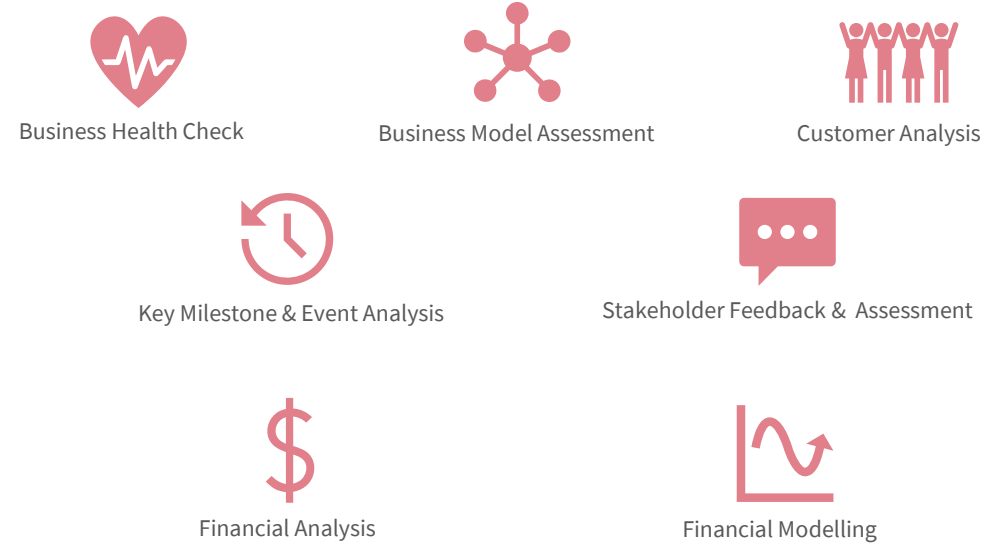 Business Health Check
Business Model Assessment
Customer Analysis
Key Milestone & Event Analysis
Stakeholder Feedback &  Assessment
Financial Analysis
Financial Modelling